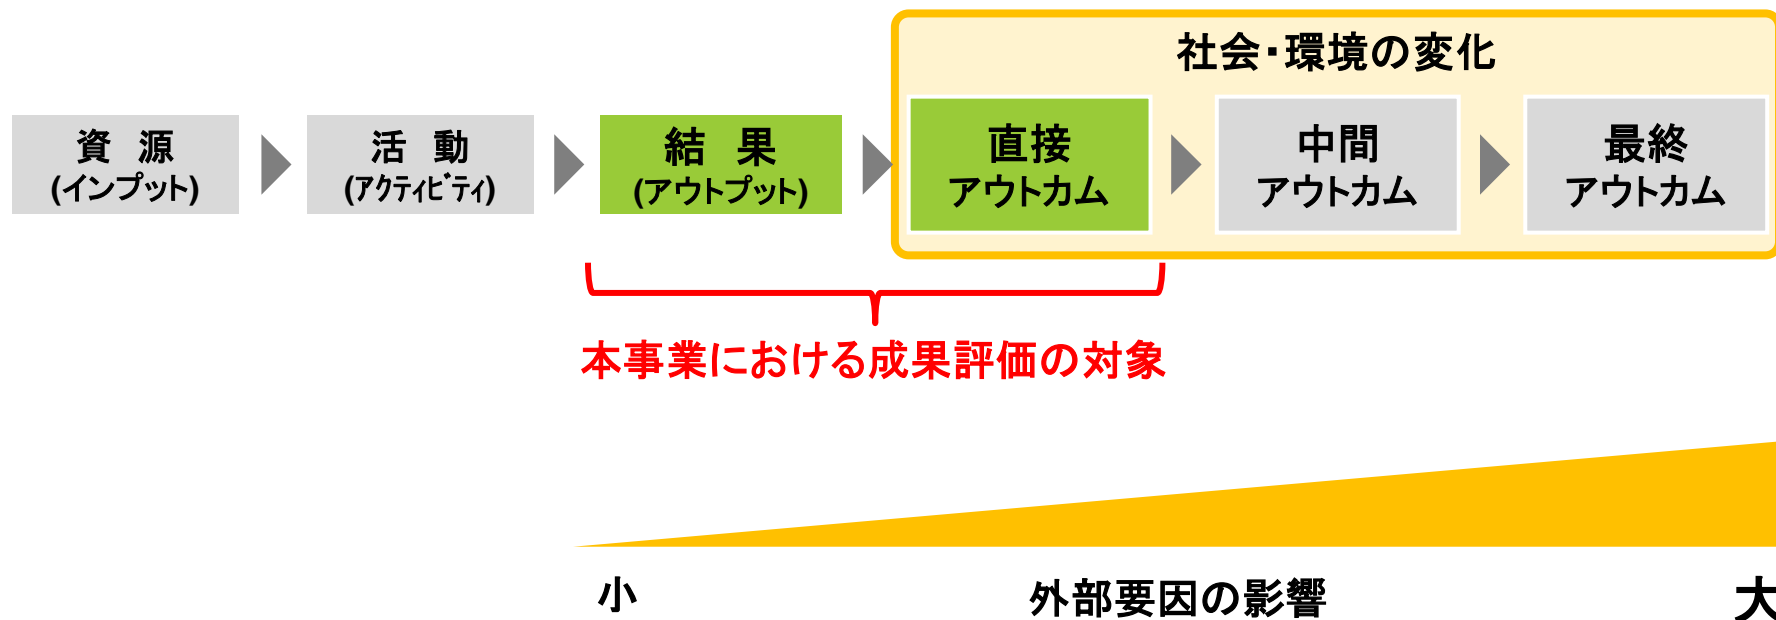 社会・環境の変化
資 源
(インプット)
活 動
(アクティビティ)
結 果
(アウトプット)
直接
アウトカム
中間
アウトカム
最終
アウトカム
本事業における成果評価の対象
小
外部要因の影響
大